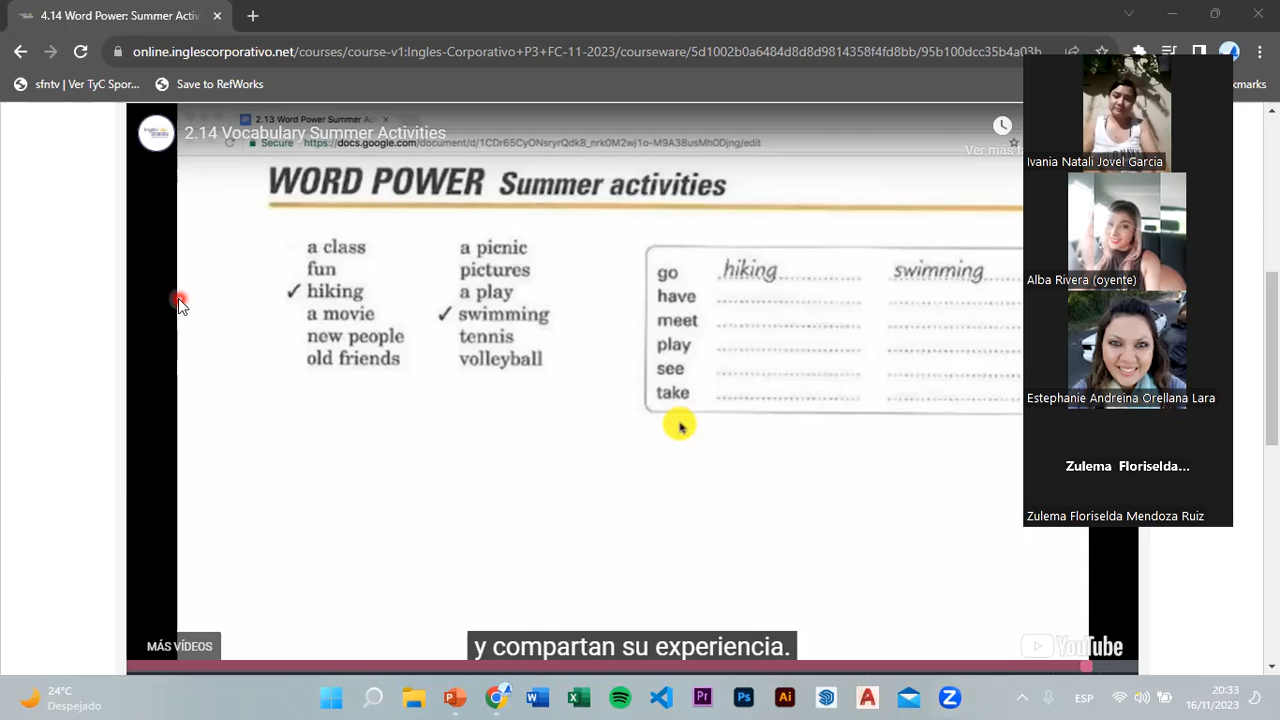 4.14 Word Power: Summer Activ
online.inglescorporativo.net/courses/course-v1:Ingles-Corporativo+P3+FC-11-2023/courseware/5d1002b0a6484d8d8d9814358f4fd8bb/95b100dcc35b4a03b
sfntv | Ver TyC Spor...
Save to RefWorks
kmarks
2.13 Word Power Summer Ac
2.14 Vocabulary Summer Activities
Secure https://docs.google.com/document/d/1CDr65CyONsryrQdk8_nrk0M2wj1o-M9A38usMh0Djng/edit
Ver más t
WORD POWER Summer activities
a class
fun
✓ hiking
a movie
new people
old friends
a picnic
pictures
a play
✓ swimming
tennis
volleyball
go hiking swimming
have
meet
play
see
take
Ivania Natali Jovel Garcia
Alba Rivera (oyente)
Estephanie Andreina Orellana Lara
Zulema Floriselda...
Zulema Floriselda Mendoza Ruiz
y compartan su experiencia.
MÁS VÍDEOS
YouTube
24°C
Despejado
ESP
20:33
16/11/2023